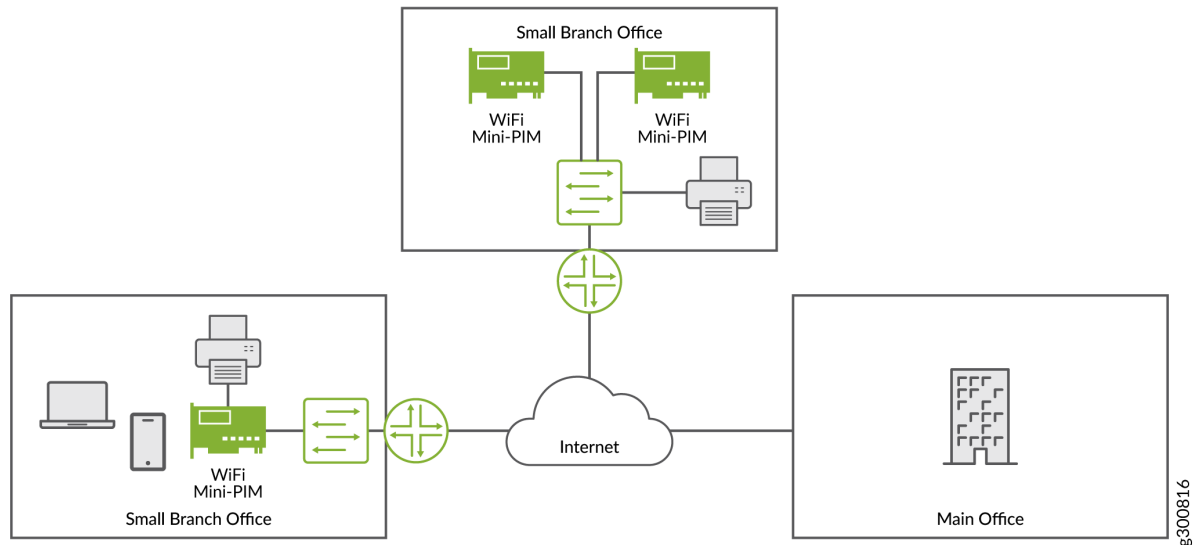 Small Branch Office
WiFi
Mini-PIM
WiFi
Mini-PIM
WiFi
Mini-PIM
Small Branch Office
Internet
Main Office
g300816